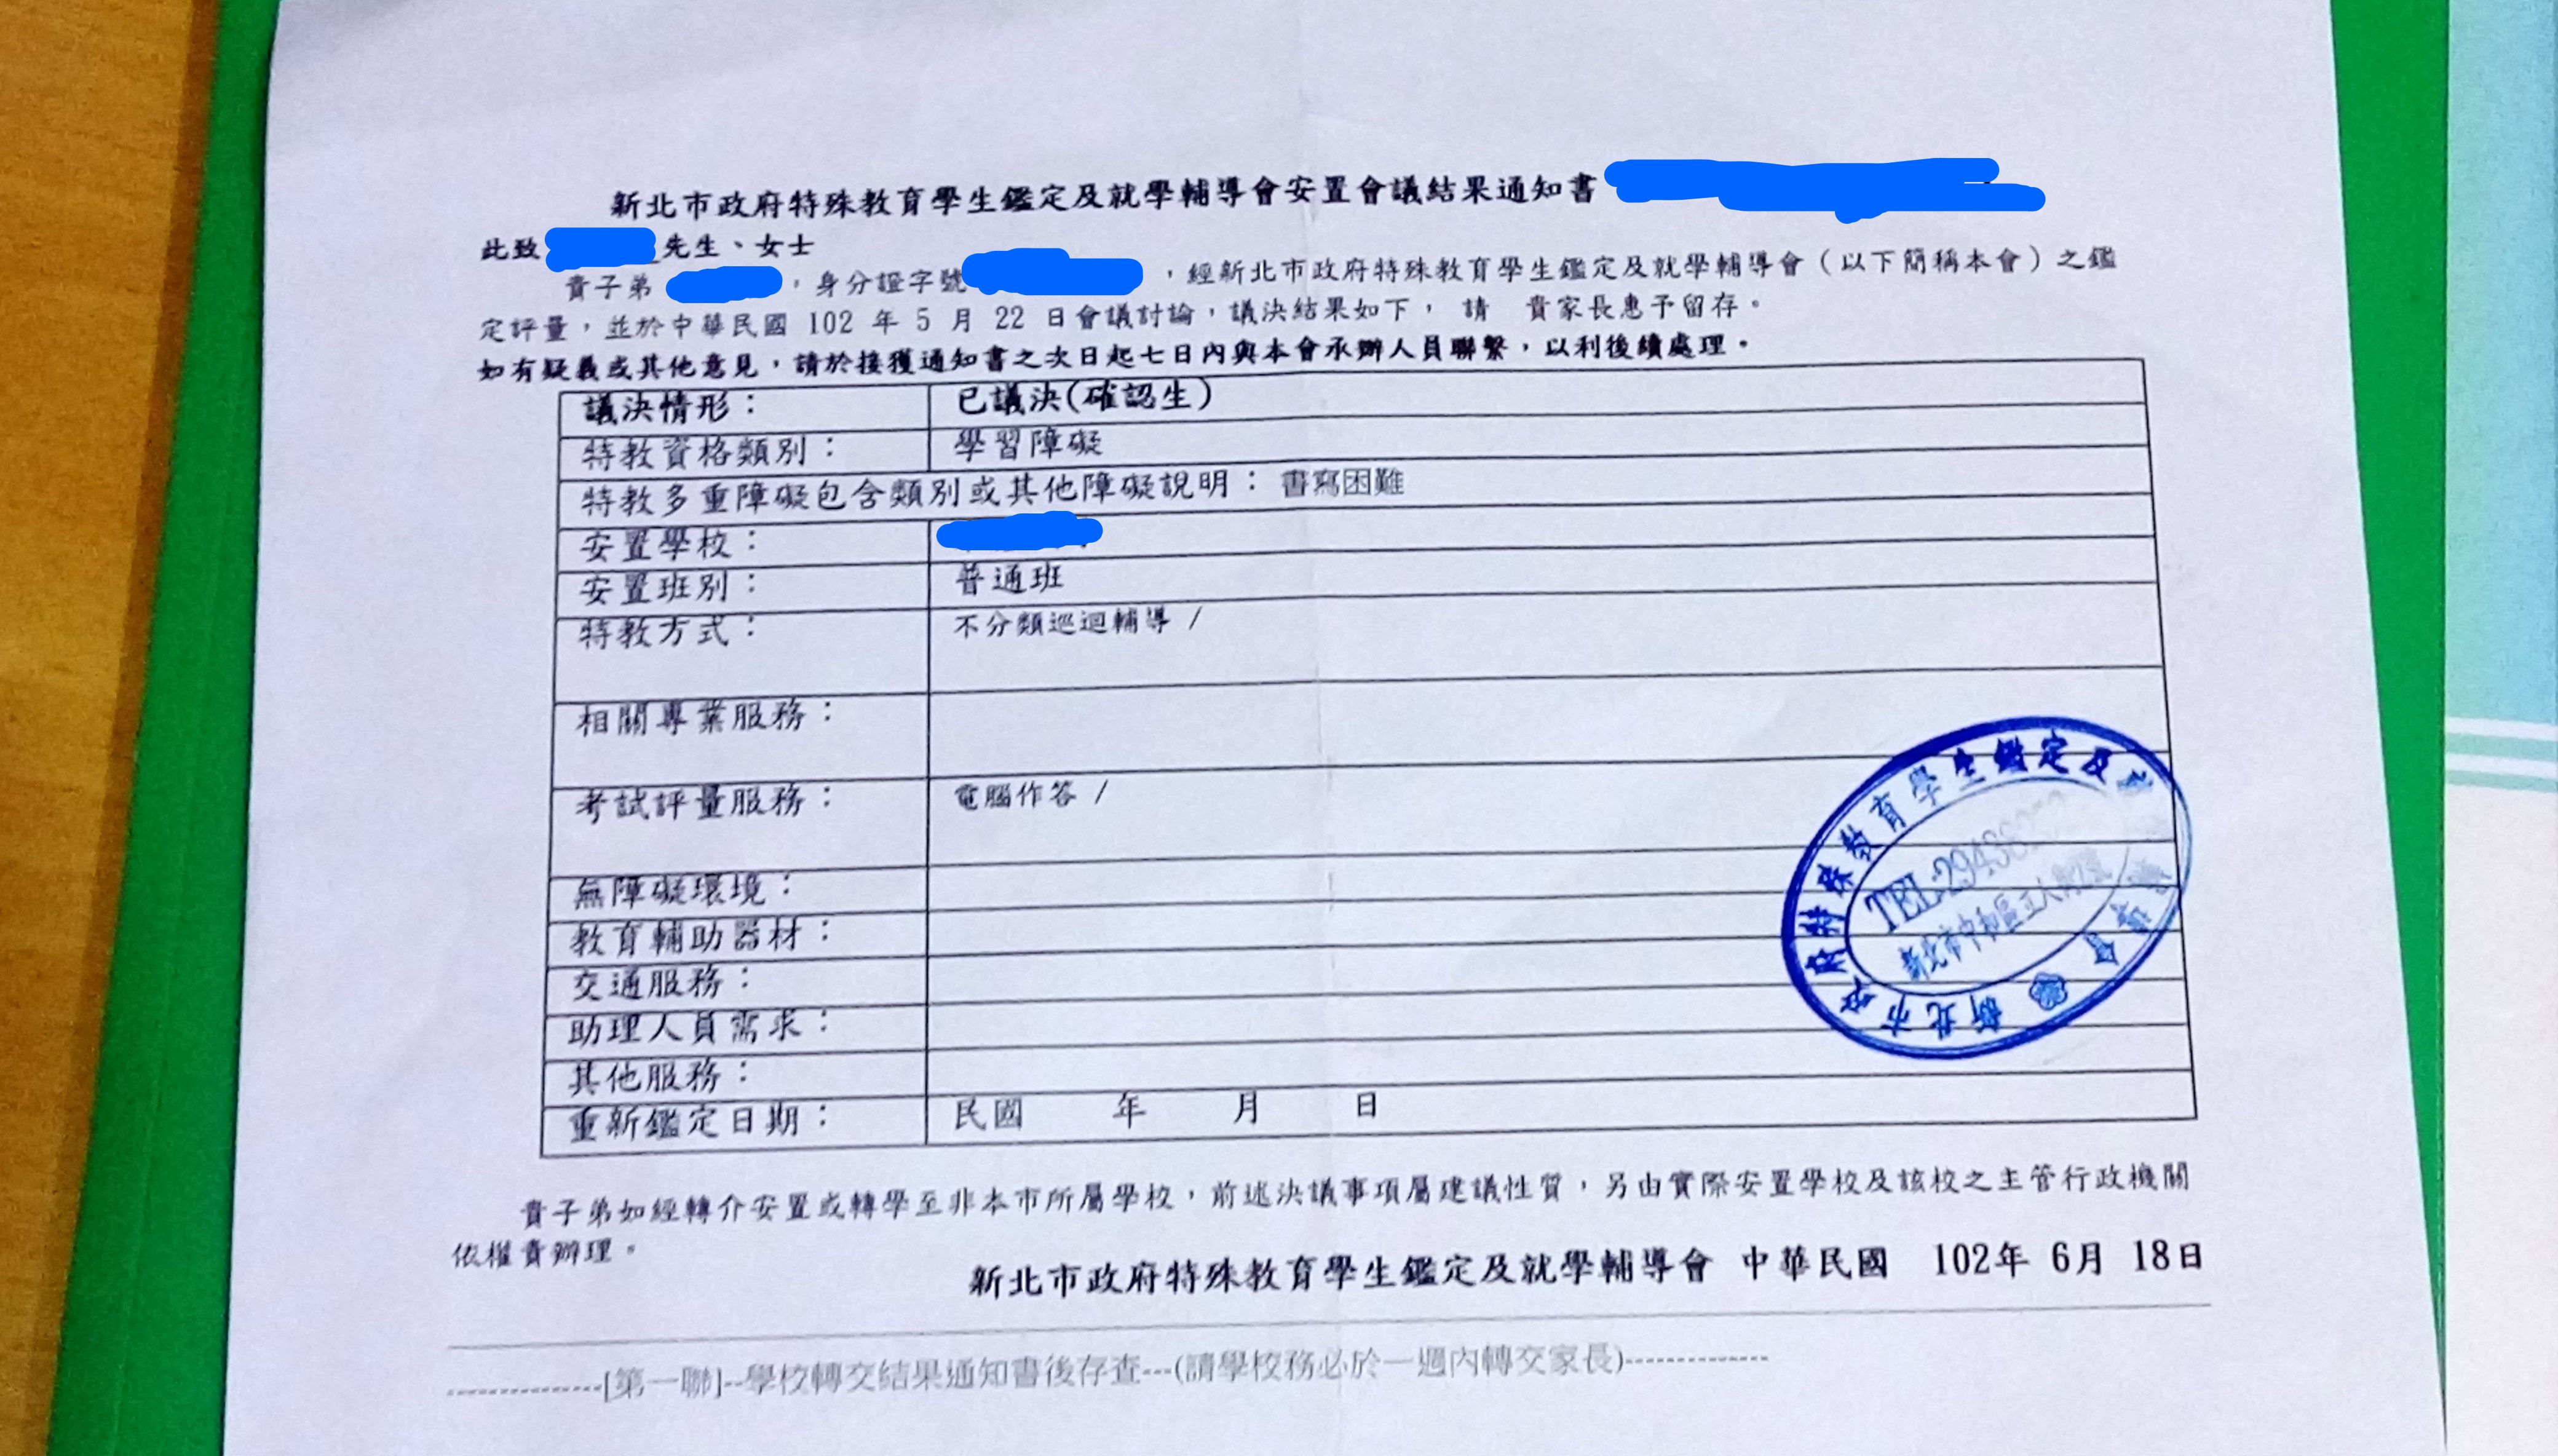 新北市政府特殊教育學生鑑定及就學輔導會安置會議結果通知書
此致 先生、女士
貴子弟 ，身分證字號 ，經新北市政府特殊教育學生鑑定及就學輔導會（以下簡稱本會）之鑑
定評量，並於中華民國 102 年 5 月 22 日會議討論，議決結果如下， 請 貴家長惠予留存。
如有疑義或其他意見，請於接獲通知書之次日起七日內與本會承辦人員聯繫，以利後續處理。
議決情形： 已議決(確認生)
特教資格類別： 學習障礙
特教多重障礙包含類別或其他障礙說明： 書寫困難
安置學校：
安置班別： 普通班
特教方式： 不分類巡迴輔導 /
相關專業服務：
考試評量服務： 電腦作答 /
無障礙環境：
教育輔助器材：
交通服務：
助理人員需求：
其他服務：
重新鑑定日期： 民國 年 月 日
新北市政府特殊教育學生鑑定及
TEL:
新北市中和區立人街
貴子弟如經轉介安置或轉學至非本市所屬學校，前述決議事項屬建議性質，另由實際安置學校及該校之主管行政機關
依權責辦理。
新北市政府特殊教育學生鑑定及就學輔導會 中華民國 102年 6月 18日
---------------[第一聯]--學校轉交結果通知書後存查---(請學校務必於一週內轉交家長)--------------